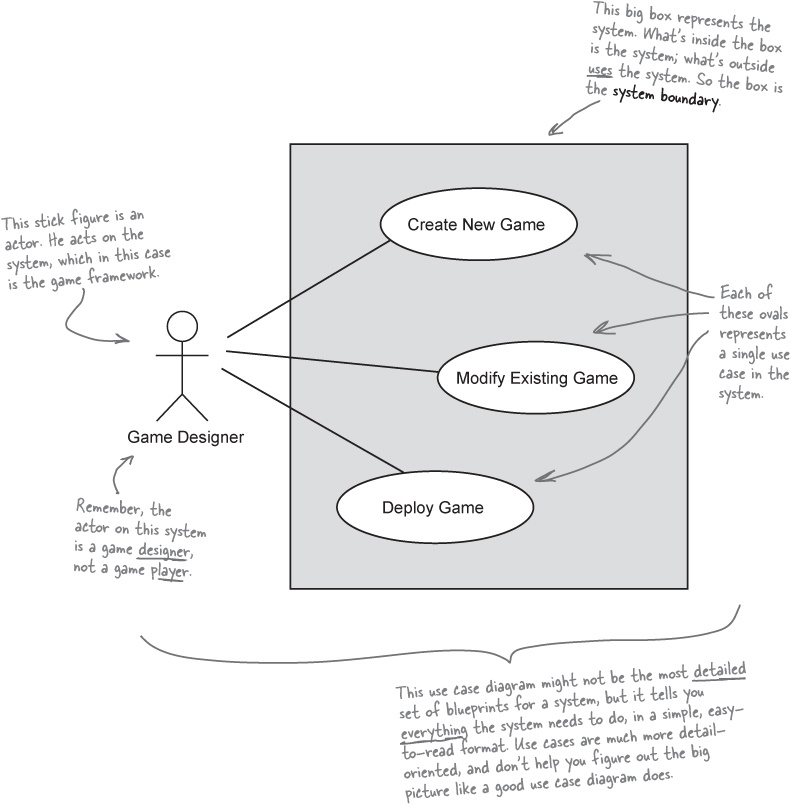 This big box represents the
system. What's inside the box
is the system; what's outside
uses the system. So the box is
the system boundary.
Create New Game
This stick figure is an
actor. He acts on the
system, which in this case
is the game framework.
Each of
these ovals
represents
a single use
case in the
system.
Modify Existing Game
Game Designer
Deploy Game
Remember, the
actor on this system
is a game designer,
not a game player.
This use case diagram might not be the most detailed
set of blueprints for a system, but it tells you
everything the system needs to do, in a simple, easy-
to-read format. Use cases are much more detail-
oriented, and don't help you figure out the big
picture like a good use case diagram does.